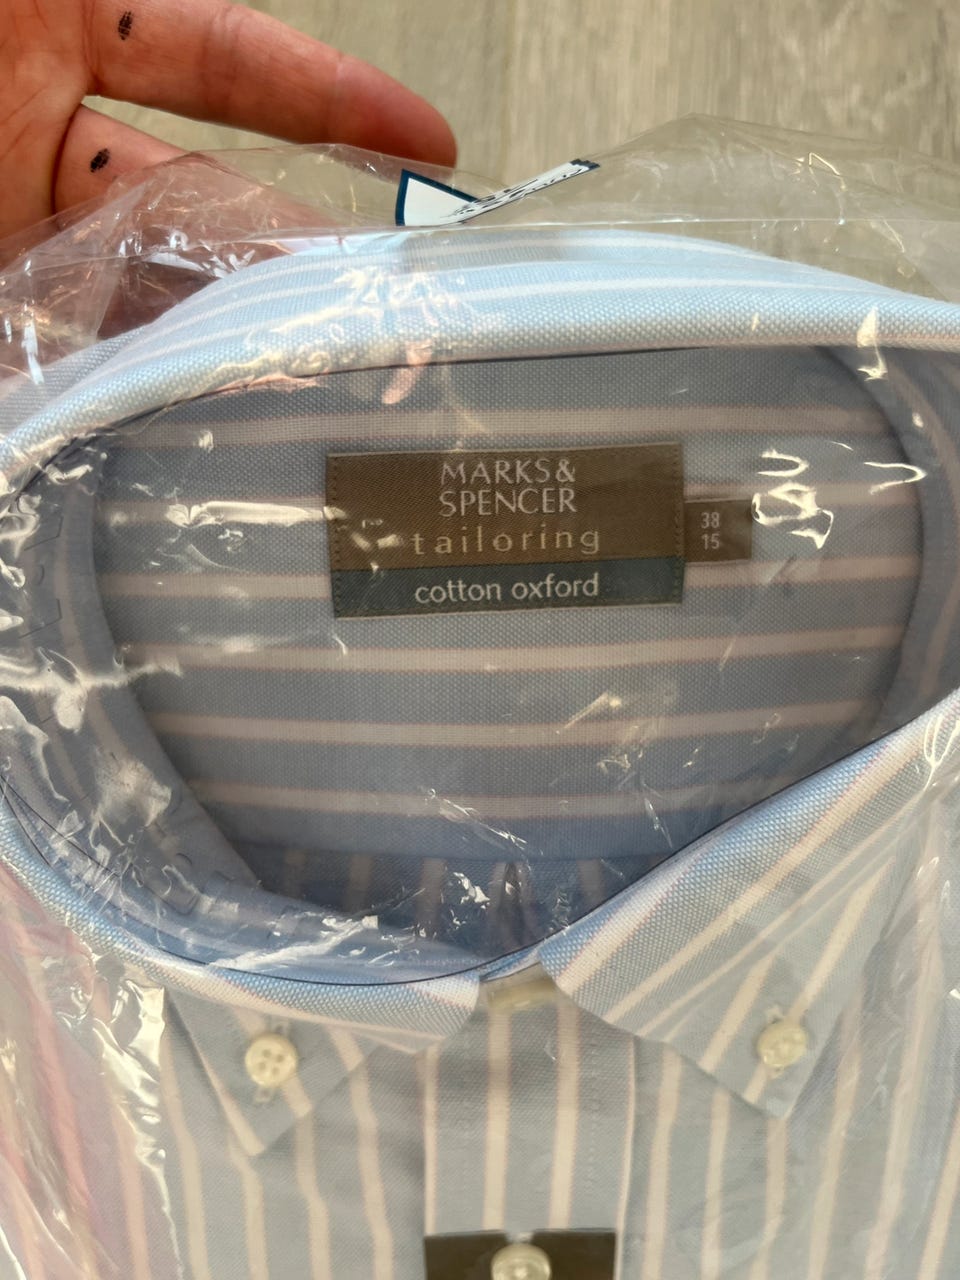 MARKS&
SPENCER
tailoring
cotton oxford
38
15